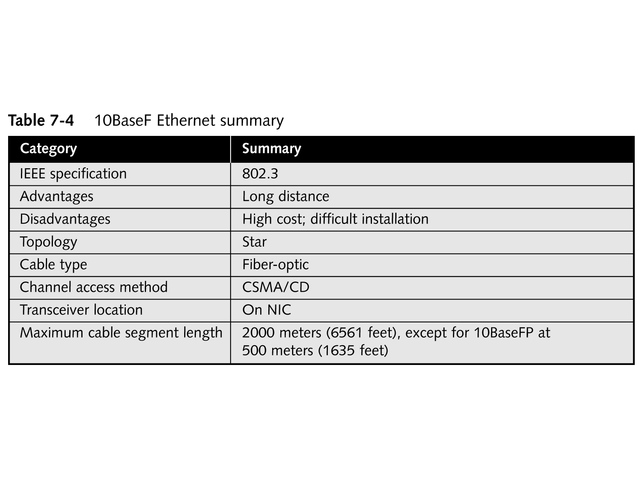 Table 7-4 10BaseF Ethernet summary
Category Summary
IEEE specification 802.3
Advantages Long distance
Disadvantages High cost; difficult installation
Topology Star
Cable type Fiber-optic
Channel access method CSMA/CD
Transceiver location On NIC
Maximum cable segment length 2000 meters (6561 feet), except for 10BaseFP at
500 meters (1635 feet)